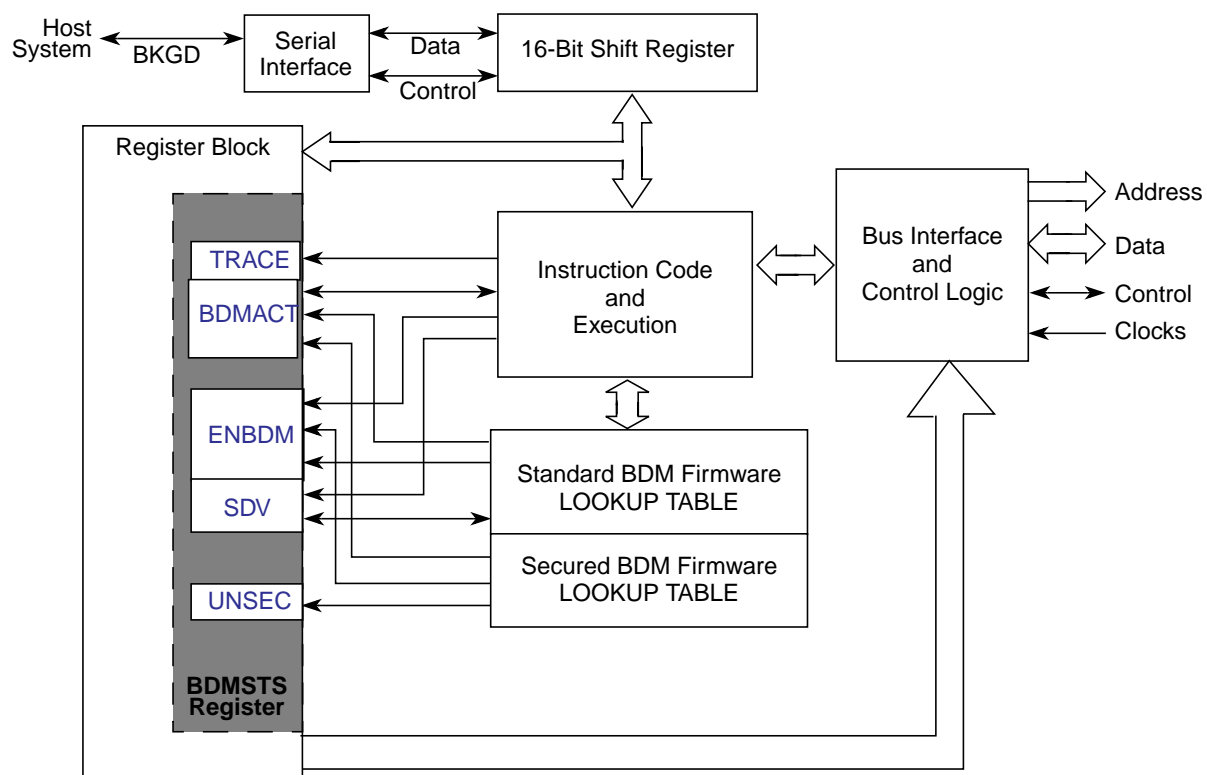 Host
System
BKGD
Serial
Interface
Data
Control
16-Bit Shift Register
Register Block
TRACE
BDMACT
ENBDM
SDV
UNSEC
BDMSTS
Register
Instruction Code
and
Execution
Standard BDM Firmware
LOOKUP TABLE
Secured BDM Firmware
LOOKUP TABLE
Bus Interface
and
Control Logic
Address
Data
Control
Clocks